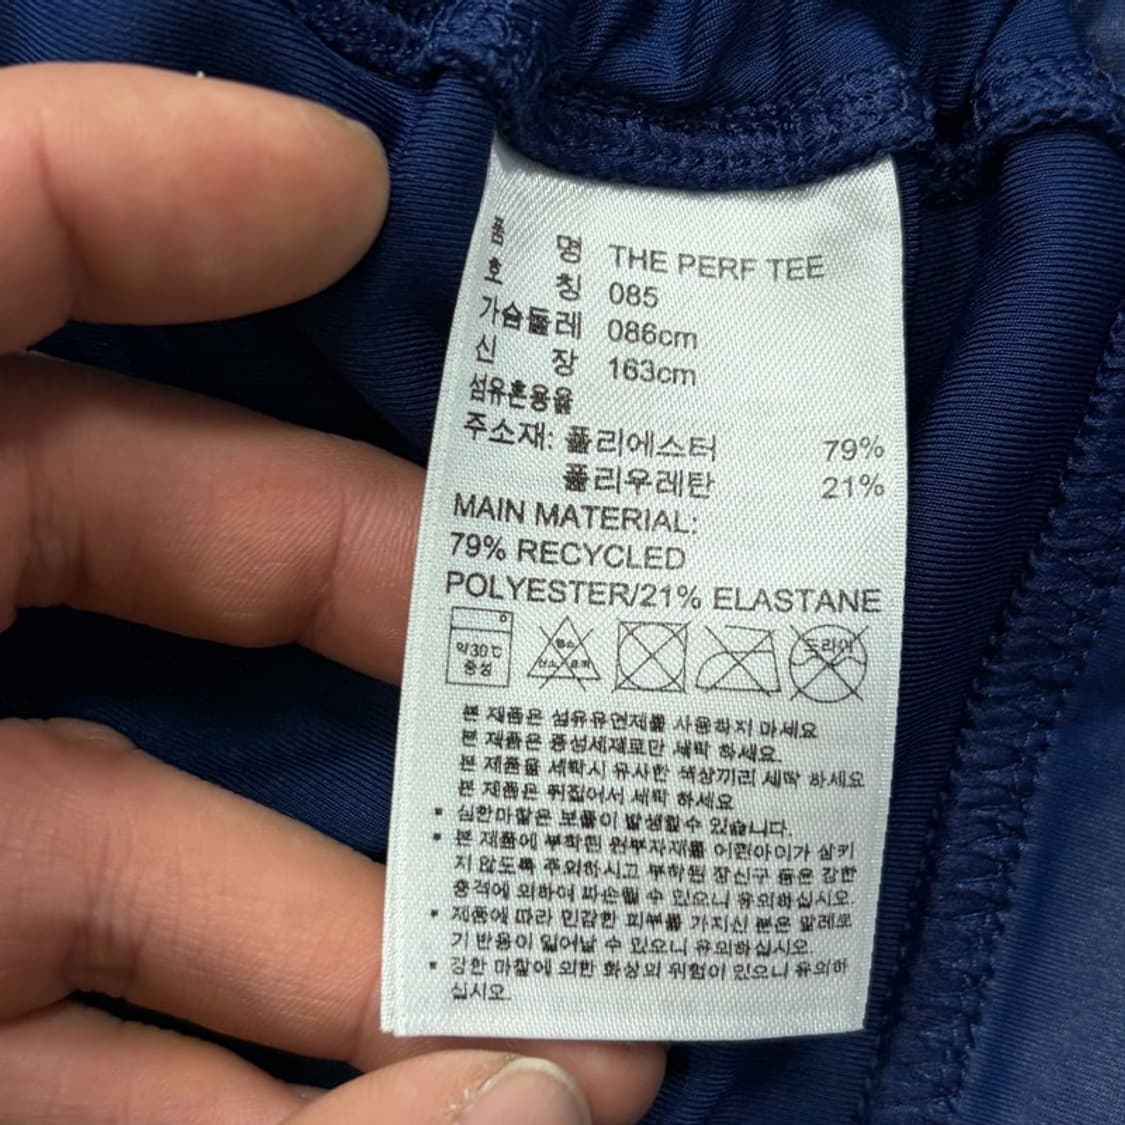 품 명 THE PERF TEE
호 칭 085
가슴둘레 086cm
신 장 163cm
섬유혼용율
주소재: 폴리에스터 79%
폴리우레탄 21%
MAIN MATERIAL:
79% RECYCLED
POLYESTER/21% ELASTANE
약30℃
중성
염소
산소 표백
드라이
본 제품은 섬유유연제를 사용하지 마세요
본 제품은 중성세제로만 세탁 하세요.
본 제품을 세탁시 유사한 색상끼리 세탁 하세요
본 제품은 뒤집어서 세탁 하세요
* 심한마찰은 보풀이 발생될수 있습니다.
* 본 제품에 부착된 원부자재를 어린아이가 삼키
지 않도록 주의하시고 부착된 장신구 등은 강한
충격에 의하여 파손될 수 있으니 유의하십시오.
* 제품에 따라 민감한 피부를 가지신 분은 알레르
기 반응이 일어날 수 있으니 유의하십시오.
* 강한 마찰에 의한 화상의 위험이 있으니 유의하
십시오.